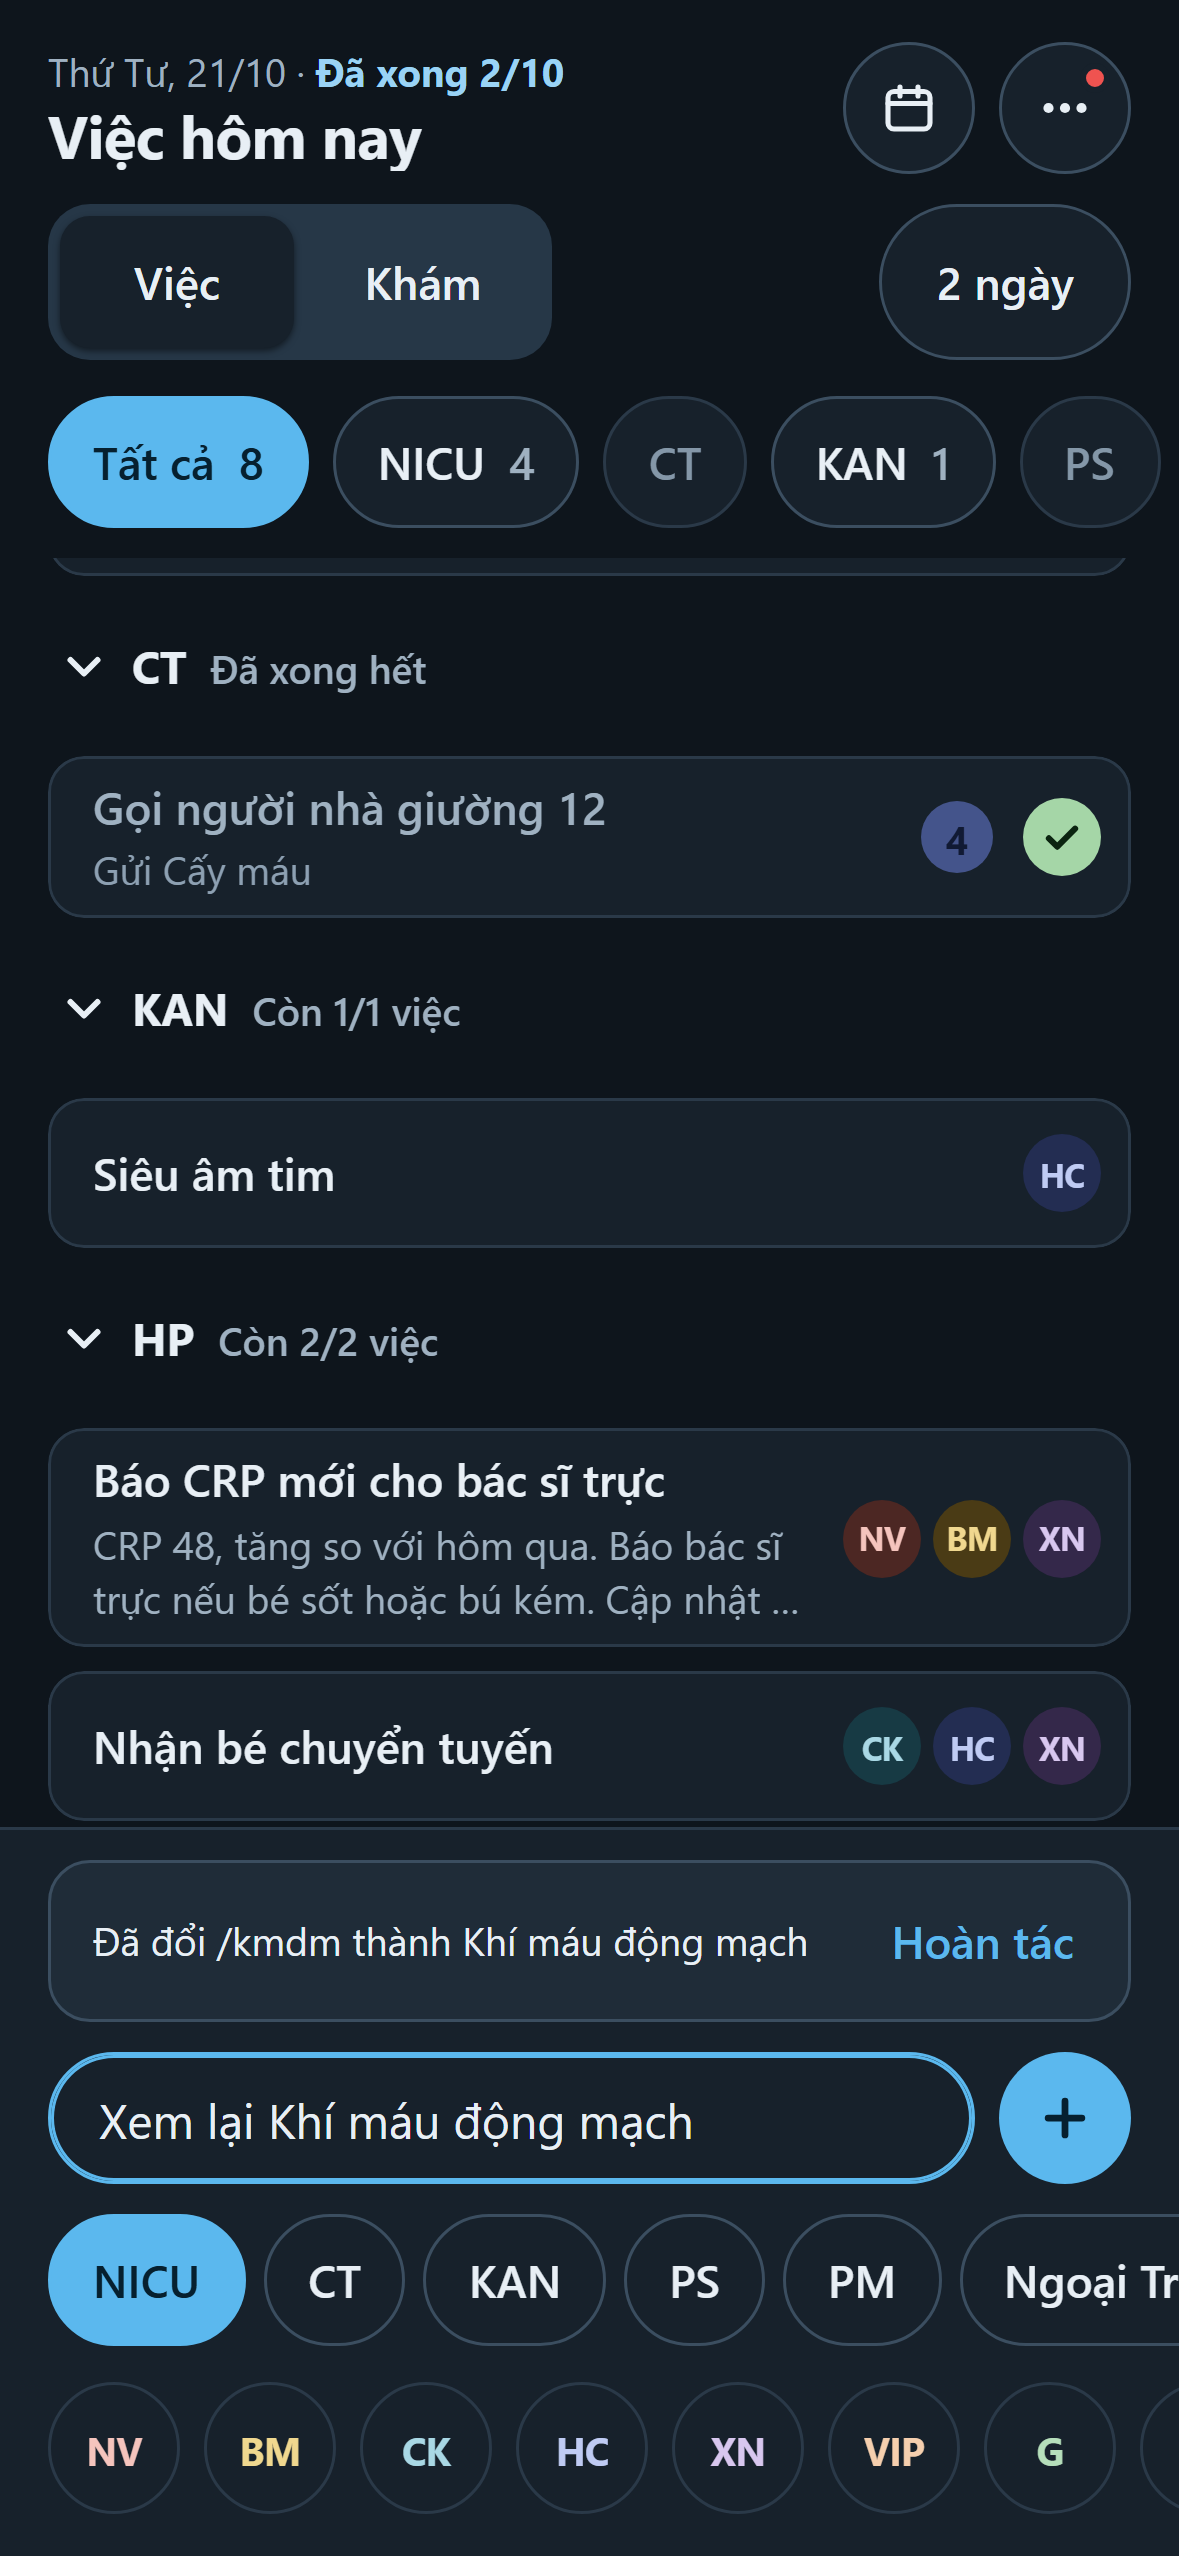 Thứ Tư, 21/10 · Đã xong 2/10
Việc hôm nay
Việc
Khám
2 ngày
Tất cả 8
NICU 4
CT
KAN 1
PS
CT Đã xong hết
Gọi người nhà giường 12
Gửi Cấy máu
4
KAN Còn 1/1 việc
Siêu âm tim
HC
HP Còn 2/2 việc
Báo CRP mới cho bác sĩ trực
CRP 48, tăng so với hôm qua. Báo bác sĩ
trực nếu bé sốt hoặc bú kém. Cập nhật ...
NV BM XN
Nhận bé chuyển tuyến
CK HC XN
Đã đổi /kmdm thành Khí máu động mạch
Hoàn tác
Xem lại Khí máu động mạch
NICU
CT
KAN
PS
PM
Ngoại Tr
NV
BM
CK
HC
XN
VIP
G